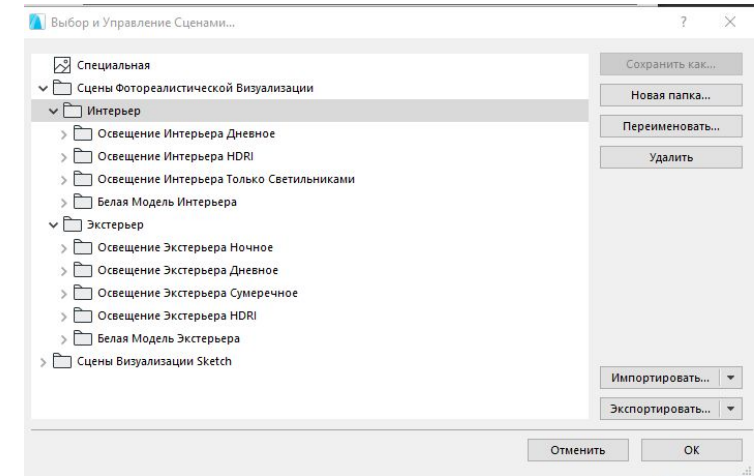 Выбор и Управление Сценами...
?
Специальная
Сцены Фотореалистической Визуализации
Интерьер
Освещение Интерьера Дневное
Освещение Интерьера HDRI
Освещение Интерьера Только Светильниками
Белая Модель Интерьера
Экстерьер
Освещение Экстерьера Ночное
Освещение Экстерьера Дневное
Освещение Экстерьера Сумеречное
Освещение Экстерьера HDRI
Белая Модель Экстерьера
Сцены Визуализации Sketch
Сохранить как...
Новая папка...
Переименовать...
Удалить
Импортировать...
Экспортировать...
Отменить
OK